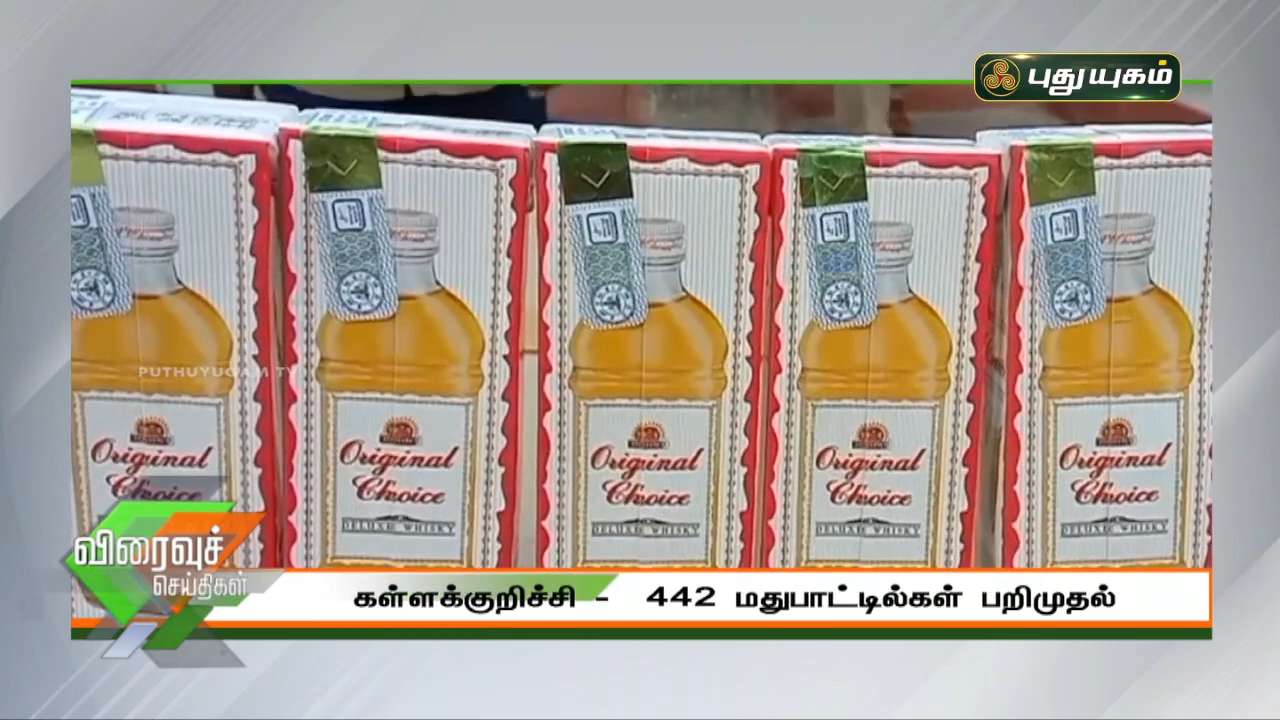 புதுயுகம்
PUTHUYUGAM TV
Original Choice
Original Choice
DELUXE WHISKY
Original Choice
DELUXE WHISKY
Original Choice
DELUXE WHISKY
Original Choice
DELUXE WHISKY
விரைவுச்
செய்திகள்
கள்ளக்குறிச்சி - 442 மதுபாட்டில்கள் பறிமுதல்